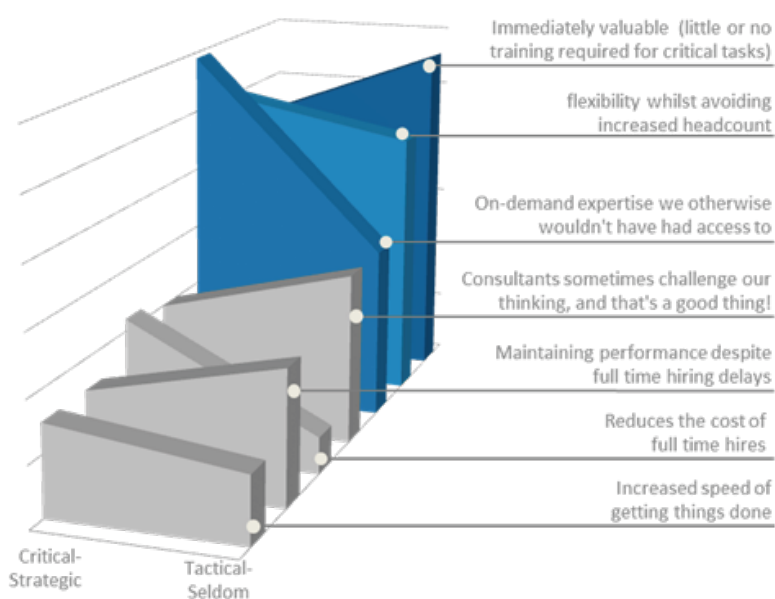 Immediately valuable (little or no
training required for critical tasks)
flexibility whilst avoiding
increased headcount
On-demand expertise we otherwise
wouldn't have had access to
Consultants sometimes challenge our
thinking, and that's a good thing!
Maintaining performance despite
full time hiring delays
Reduces the cost of
full time hires
Increased speed of
getting things done
Critical-
Strategic
Tactical-
Seldom